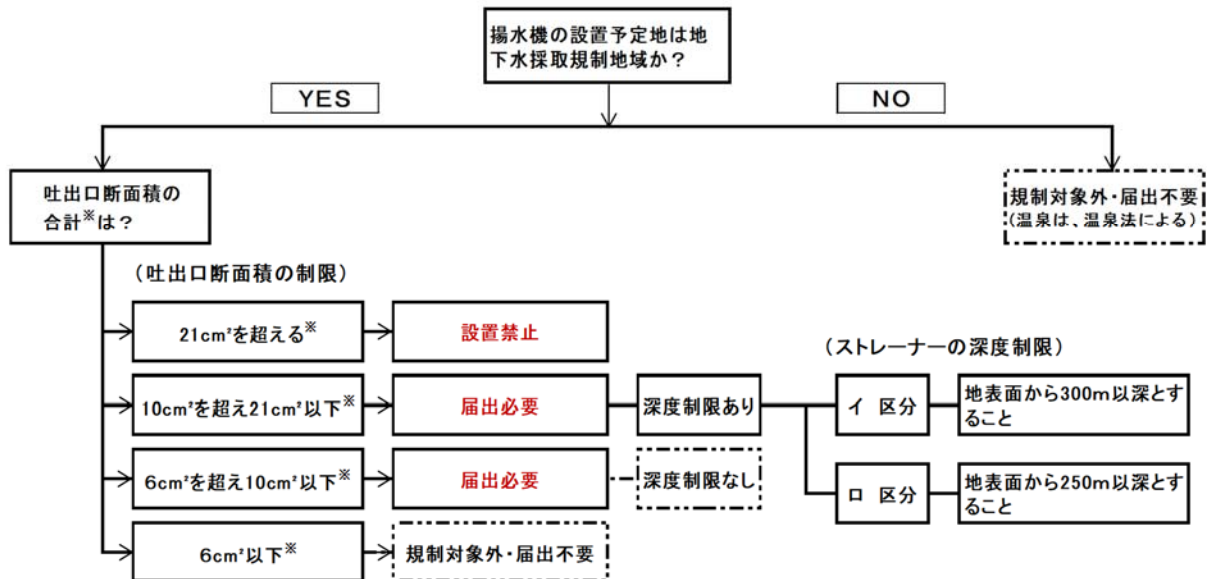 揚水機の設置予定地は地
下水採取規制地域か？
YES
NO
吐出口断面積の
合計※は？
規制対象外・届出不要
(温泉は、温泉法による)
（吐出口断面積の制限）
21cm²を超える※
設置禁止
（ストレーナーの深度制限）
10cm²を超え21cm²以下※
届出必要
深度制限あり
イ 区分
地表面から300m以深とす
ること
6cm²を超え10cm²以下※
届出必要
深度制限なし
ロ 区分
地表面から250m以深とす
ること
6cm²以下※
規制対象外・届出不要